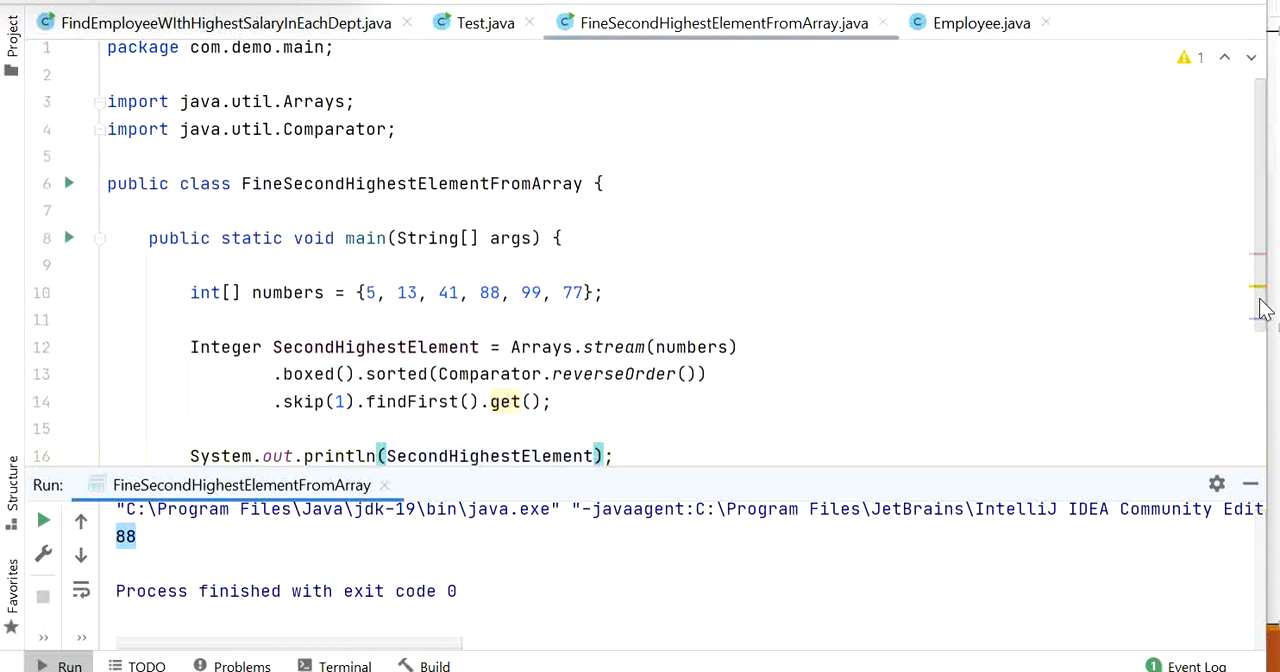 Project
FindEmployeeWIthHighestSalaryInEachDept.java
Test.java
FineSecondHighestElementFromArray.java
Employee.java
1 package com.demo.main;
2
3 import java.util.Arrays;
4 import java.util.Comparator;
5
6 public class FineSecondHighestElementFromArray {
7
8 public static void main(String[] args) {
9
10 int[] numbers = {5, 13, 41, 88, 99, 77};
11
12 Integer SecondHighestElement = Arrays.stream(numbers)
13 .boxed().sorted(Comparator.reverseOrder())
14 .skip(1).findFirst().get();
15
16 System.out.println(SecondHighestElement);
1
Structure
Favorites
Run: FineSecondHighestElementFromArray
"C:\Program Files\Java\jdk-19\bin\java.exe" "-javaagent:C:\Program Files\JetBrains\IntelliJ IDEA Community Edit
88
Process finished with exit code 0
Run TODO Problems Terminal Build 1 Event Log